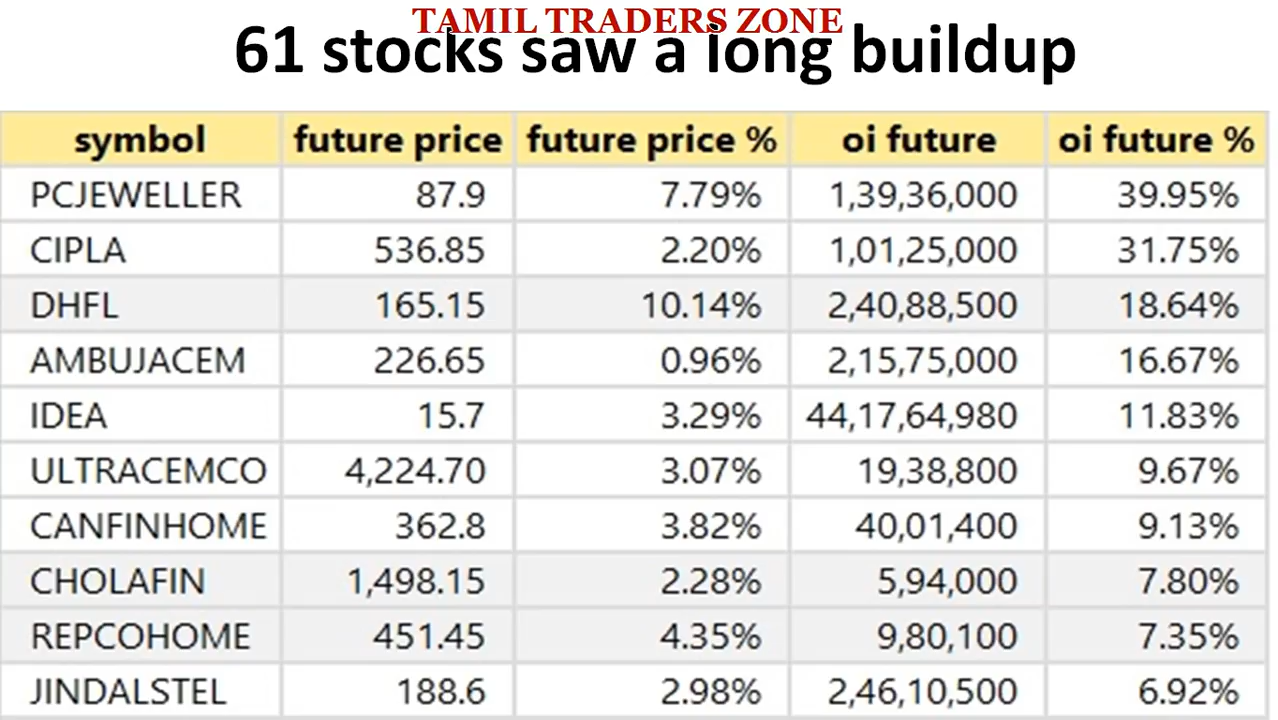 TAMIL TRADERS ZONE
61 stocks saw a long buildup
symbol future price future price % oi future oi future %
PCJEWELLER 87.9 7.79% 1,39,36,000 39.95%
CIPLA 536.85 2.20% 1,01,25,000 31.75%
DHFL 165.15 10.14% 2,40,88,500 18.64%
AMBUJACEM 226.65 0.96% 2,15,75,000 16.67%
IDEA 15.7 3.29% 44,17,64,980 11.83%
ULTRACEMCO 4,224.70 3.07% 19,38,800 9.67%
CANFINHOME 362.8 3.82% 40,01,400 9.13%
CHOLAFIN 1,498.15 2.28% 5,94,000 7.80%
REPCOHOME 451.45 4.35% 9,80,100 7.35%
JINDALSTEL 188.6 2.98% 2,46,10,500 6.92%